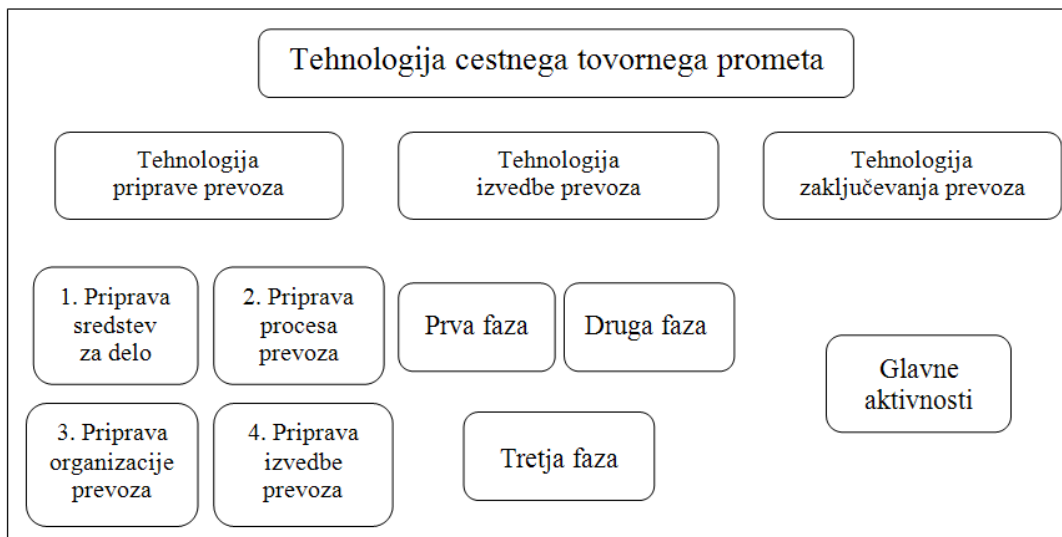 Tehnologija cestnega tovornega prometa
Tehnologija
priprave prevoza
Tehnologija
izvedbe prevoza
Tehnologija
zaključevanja prevoza
1. Priprava
sredstev
za delo
2. Priprava
procesa
prevoza
Prva faza
Druga faza
Glavne
aktivnosti
3. Priprava
organizacije
prevoza
4. Priprava
izvedbe
prevoza
Tretja faza